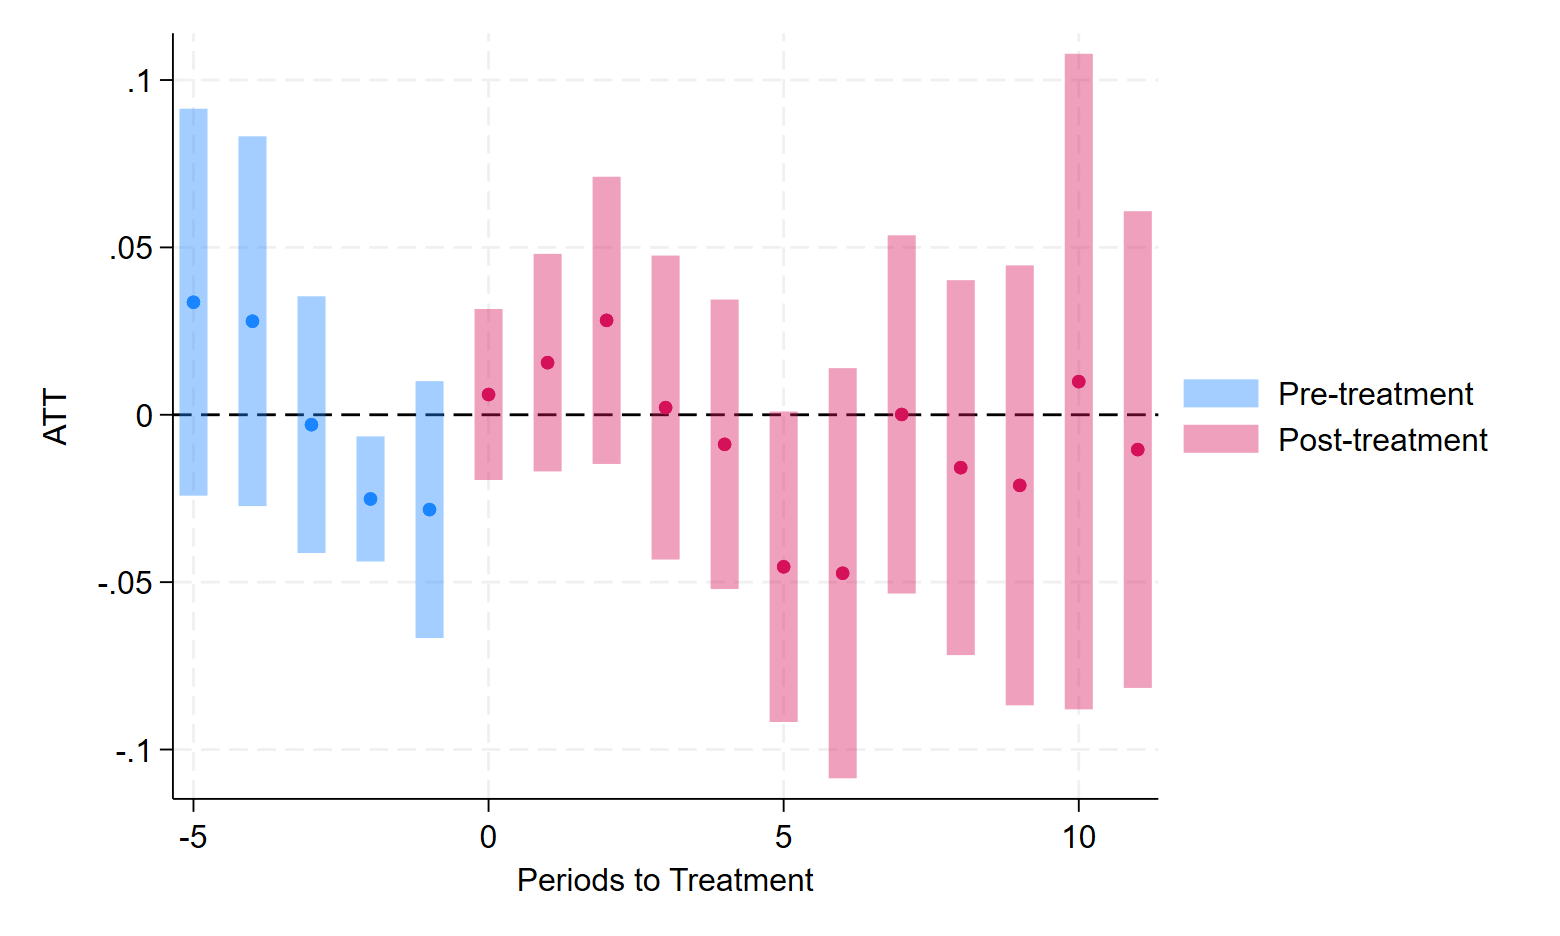 .1
.05
0
-.05
-.1
ATT
-5
0
5
10
Periods to Treatment
Pre-treatment
Post-treatment